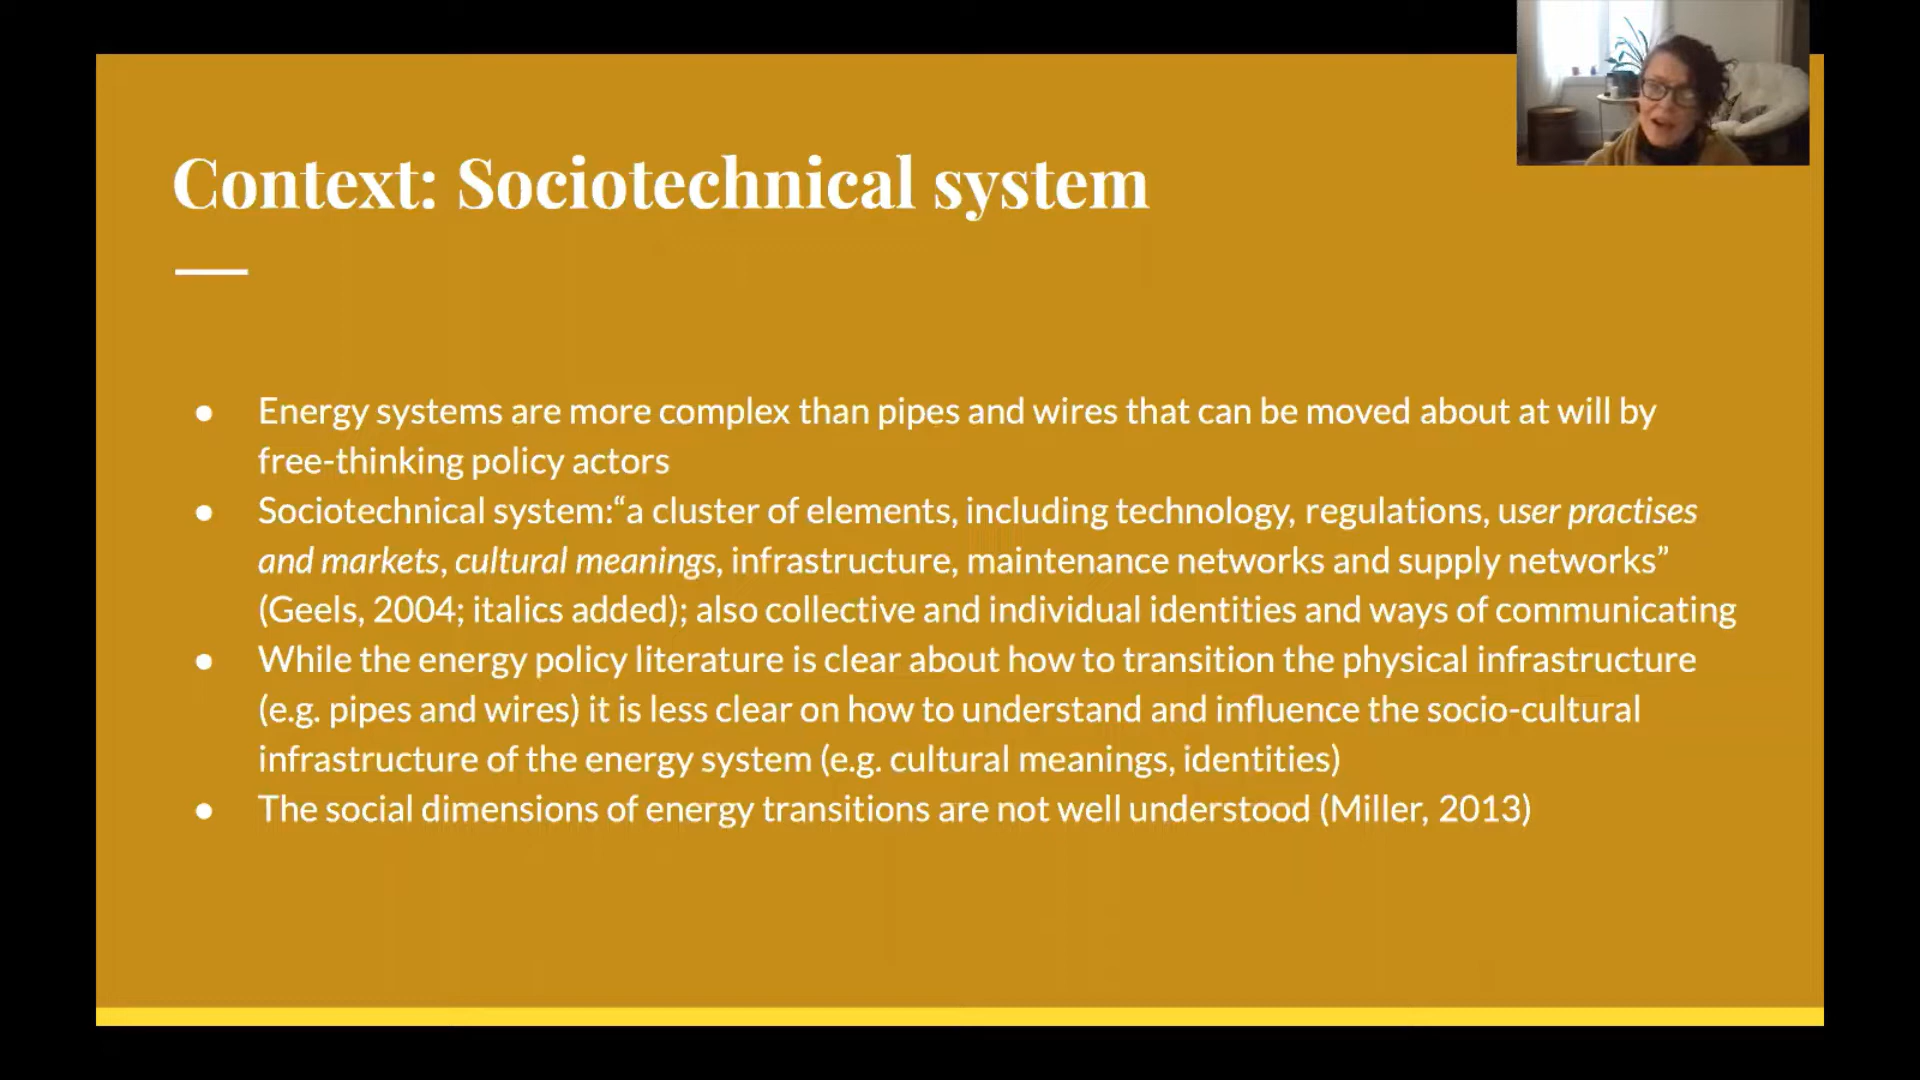 Context: Sociotechnical system
● Energy systems are more complex than pipes and wires that can be moved about at will by
free-thinking policy actors
● Sociotechnical system:“a cluster of elements, including technology, regulations, user practises
and markets, cultural meanings, infrastructure, maintenance networks and supply networks”
(Geels, 2004; italics added); also collective and individual identities and ways of communicating
● While the energy policy literature is clear about how to transition the physical infrastructure
(e.g. pipes and wires) it is less clear on how to understand and influence the socio-cultural
infrastructure of the energy system (e.g. cultural meanings, identities)
● The social dimensions of energy transitions are not well understood (Miller, 2013)